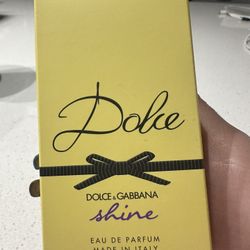 Dolce
DOLCE & GABBANA
shine
EAU DE PARFUM
MADE IN ITALY